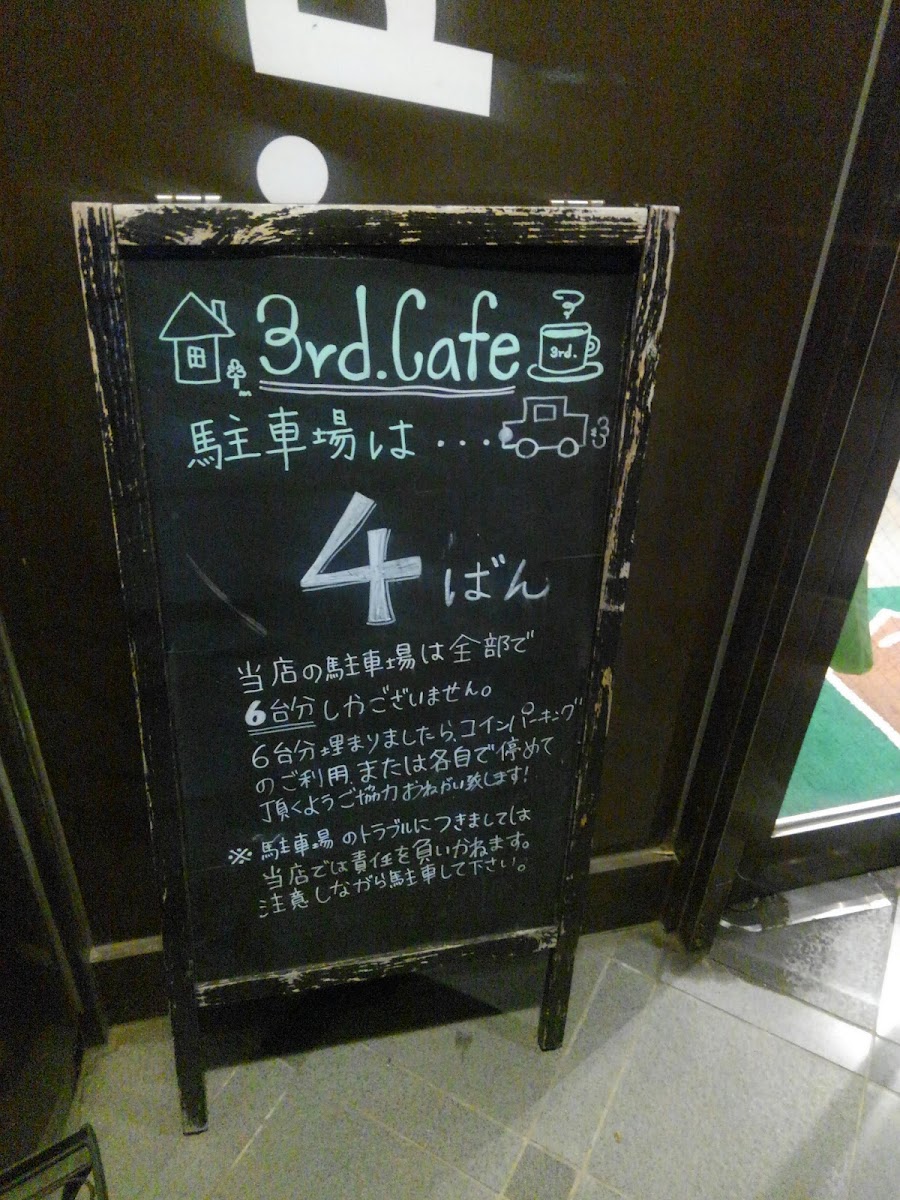 3rd.Cafe
3rd.
駐車場は・・・
4ばん
当店の駐車場は全部で
6台分しかございません。
6台分埋まりましたら、コインパーキング
のご利用、または各自で停めて
頂くようご協力おねがい致します!
※駐車場のトラブルにつきましては
当店では責任を負いかねます。
注意しながら駐車して下さい。